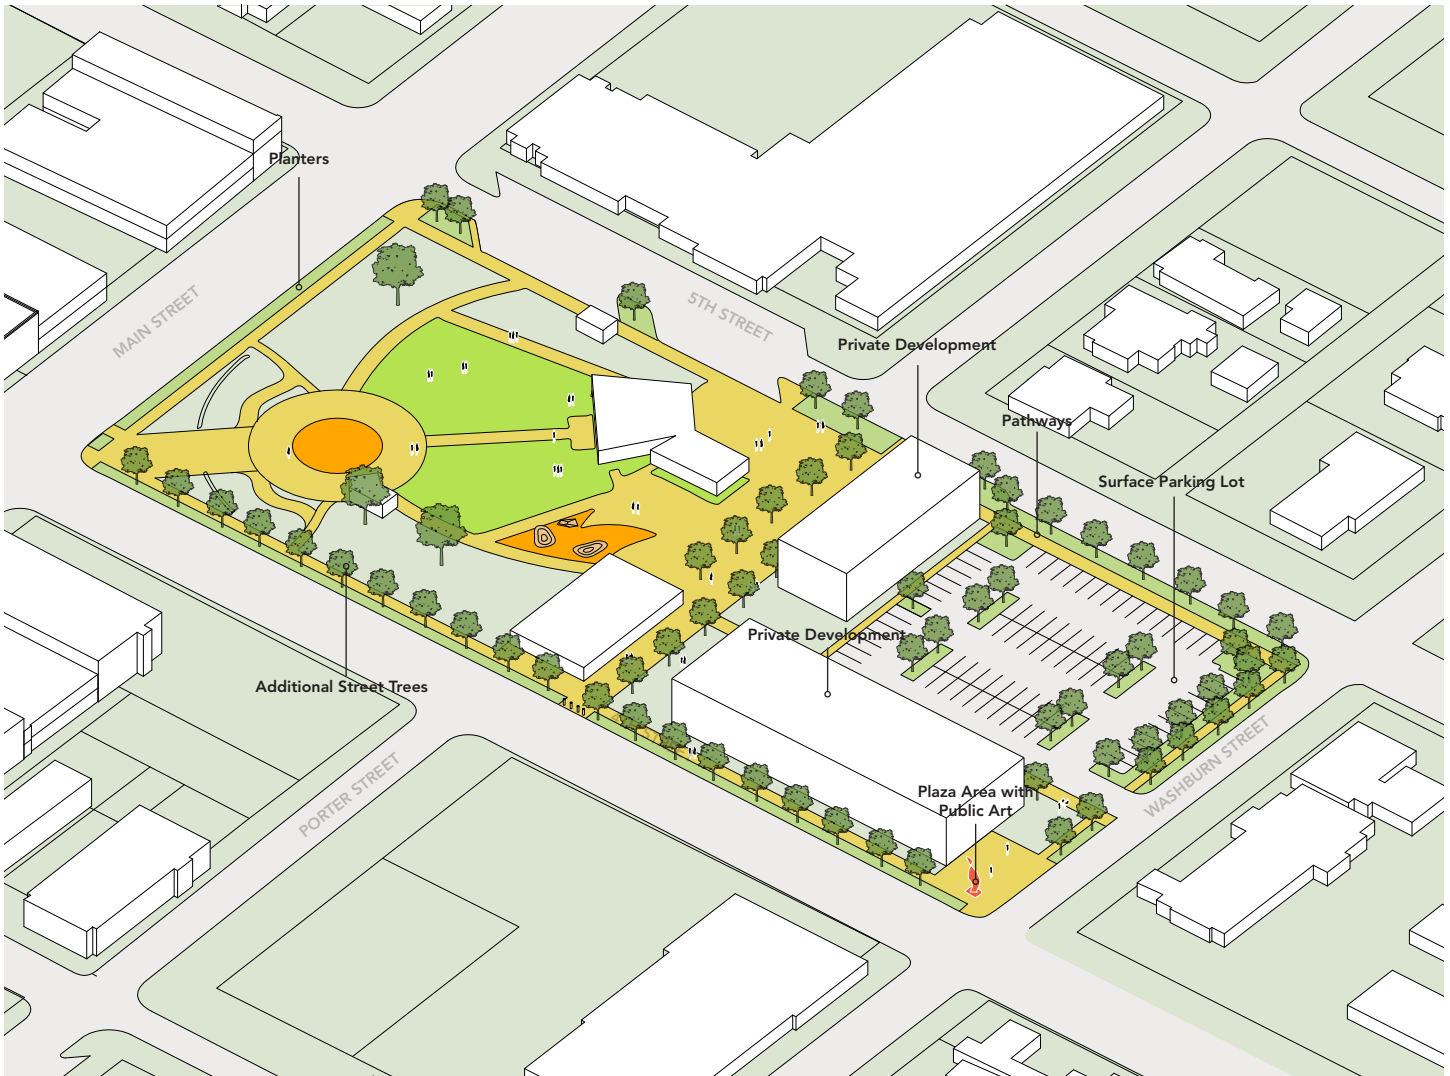 Planters
MAIN STREET
5TH STREET
Private Development
Pathways
Surface Parking Lot
Private Development
Additional Street Trees
PORTER STREET
WASHBURN STREET
Plaza Area with
Public Art